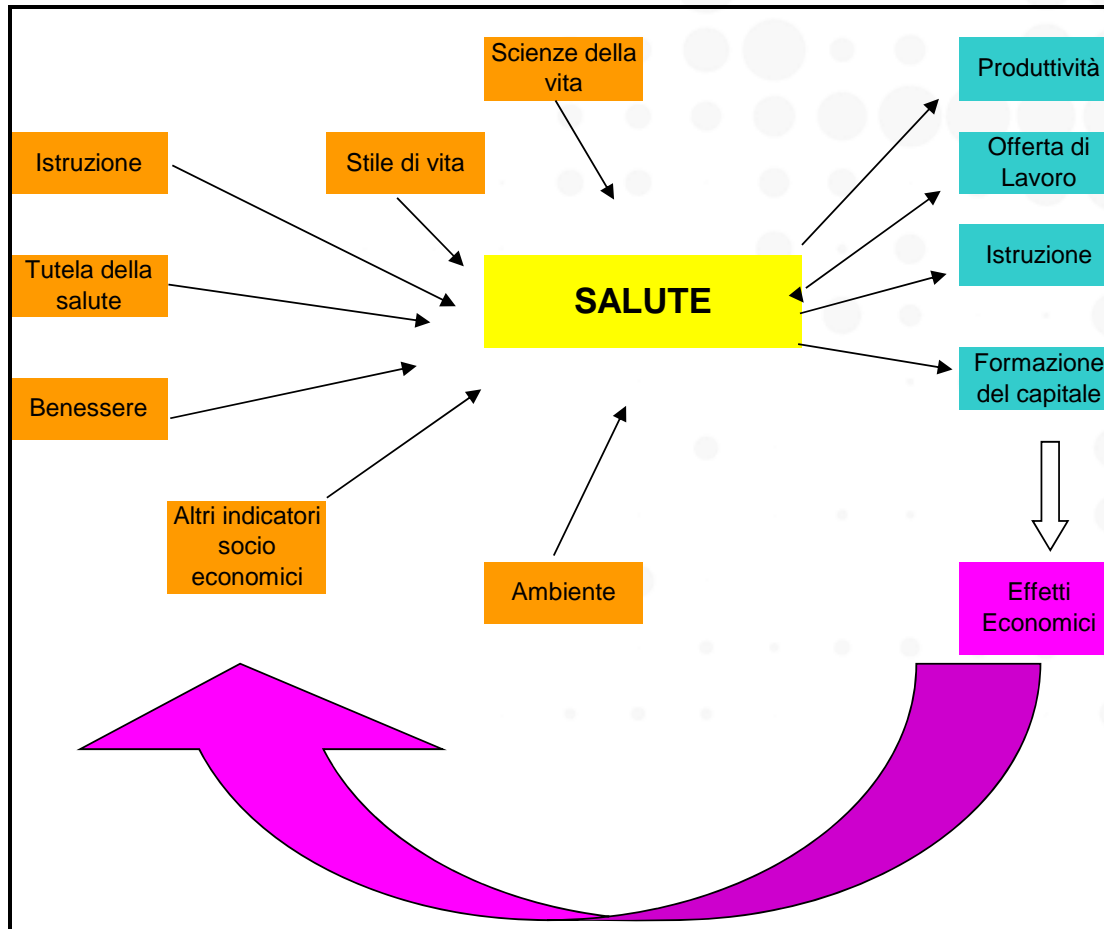 Scienze della
vita
Produttività
Istruzione
Stile di vita
Offerta di
Lavoro
Tutela della
salute
SALUTE
Istruzione
Benessere
Formazione
del capitale
Altri indicatori
socio
economici
Ambiente
Effetti
Economici